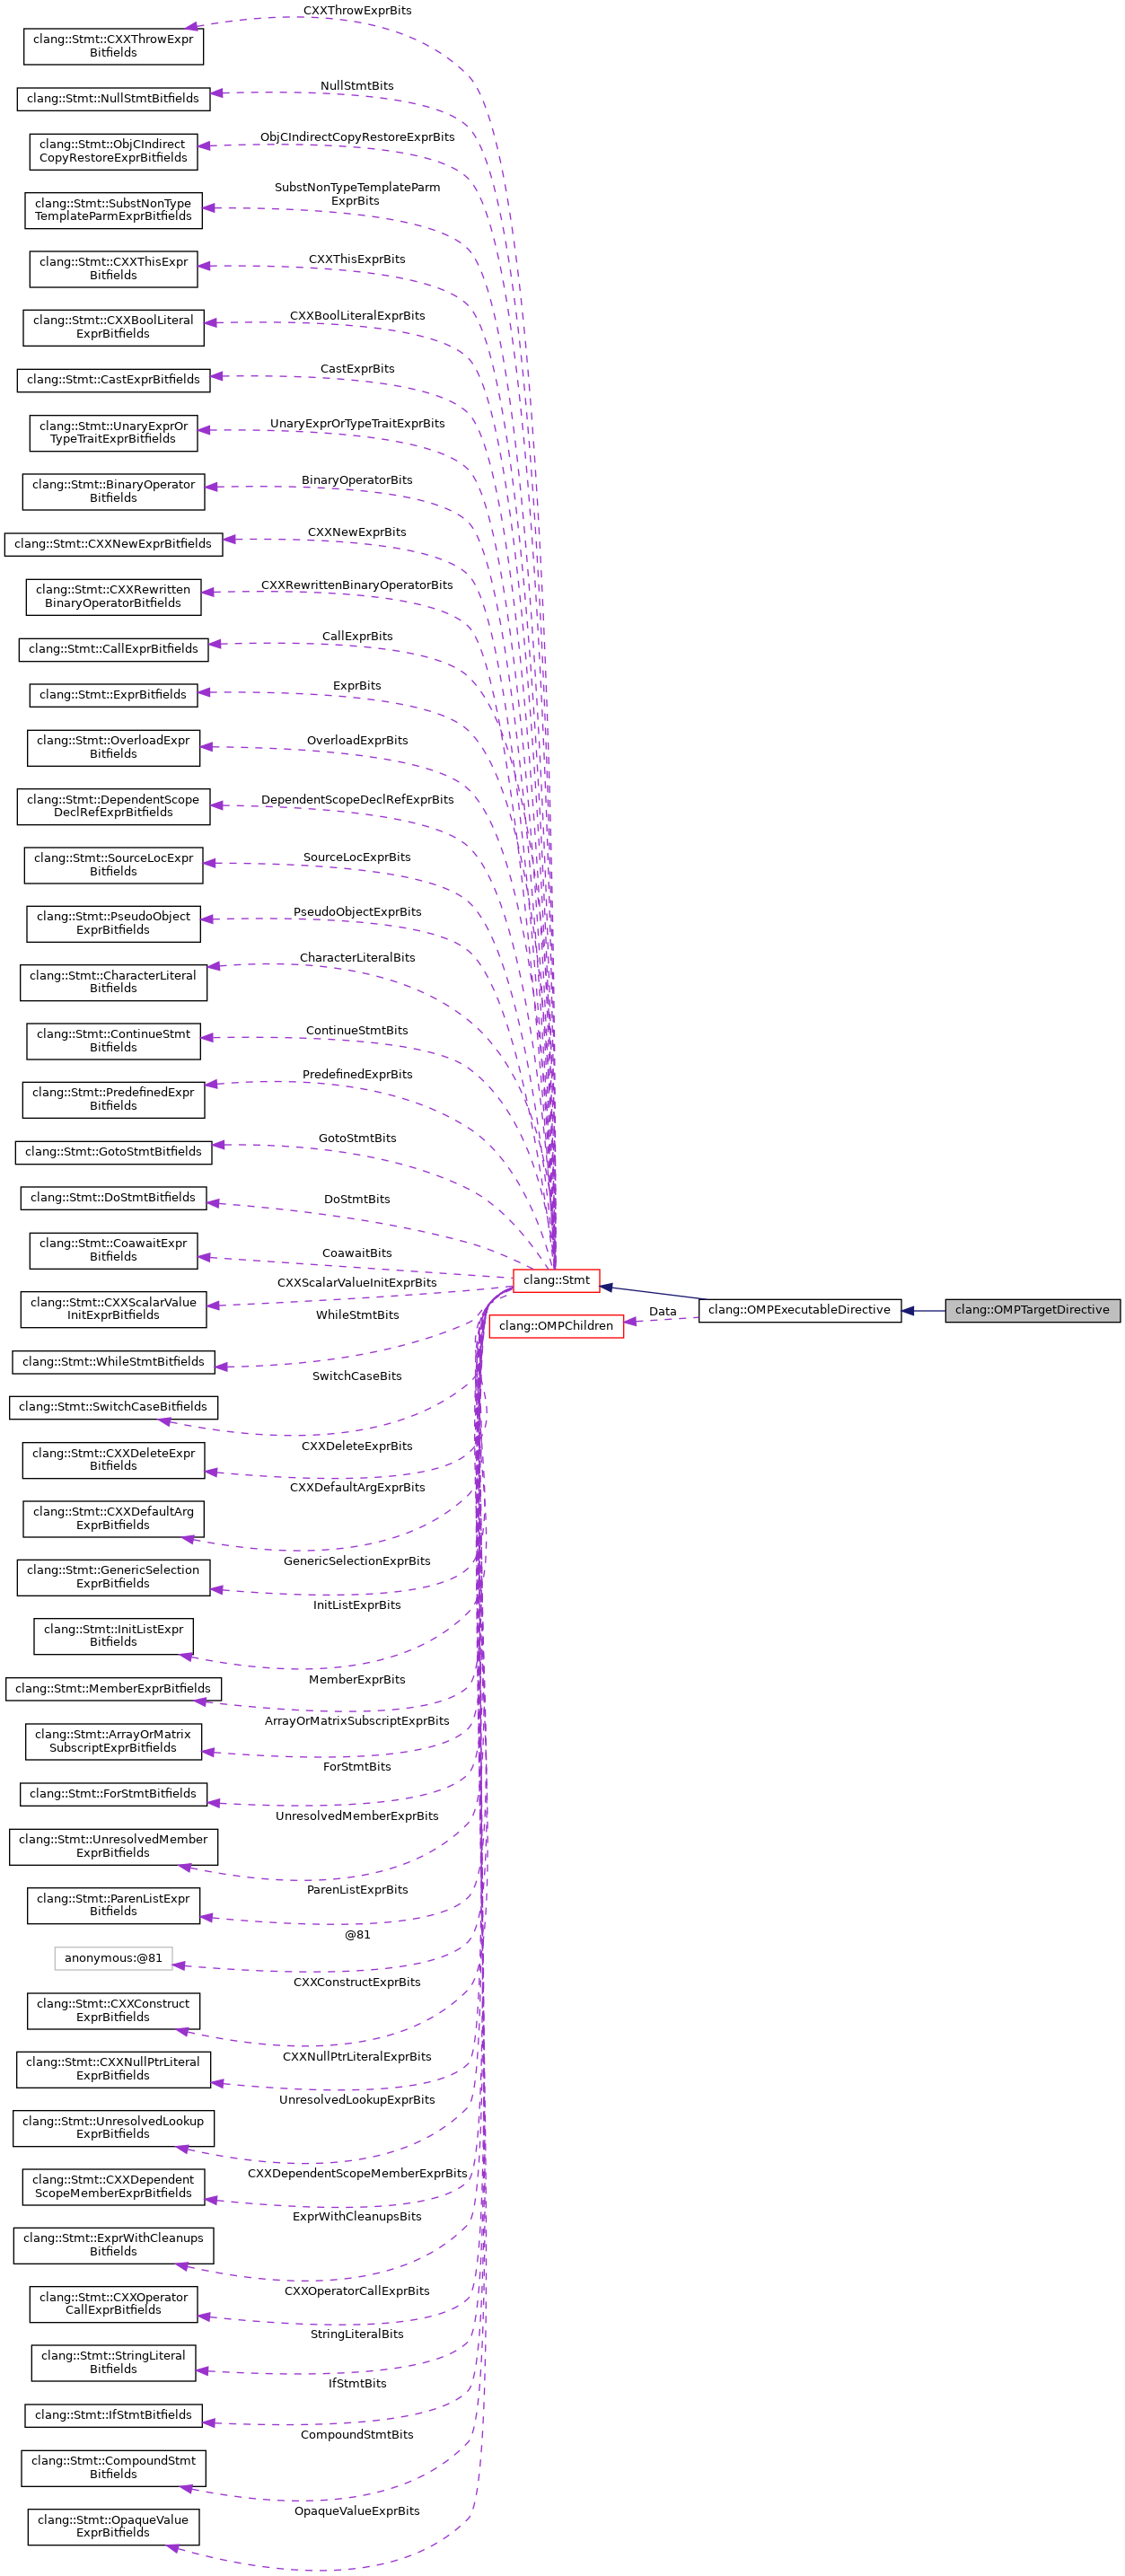 CXXThrowExprBits
clang::Stmt::CXXThrowExpr
Bitfields
NullStmtBits
clang::Stmt::NullStmtBitfields
ObjCIndirectCopyRestoreExprBits
clang::Stmt::ObjCIndirect
CopyRestoreExprBitfields
SubstNonTypeTemplateParm
ExprBits
clang::Stmt::SubstNonType
TemplateParmExprBitfields
CXXThisExprBits
clang::Stmt::CXXThisExpr
Bitfields
CXXBoolLiteralExprBits
clang::Stmt::CXXBoolLiteral
ExprBitfields
CastExprBits
clang::Stmt::CastExprBitfields
UnaryExprOrTypeTraitExprBits
clang::Stmt::UnaryExprOr
TypeTraitExprBitfields
BinaryOperatorBits
clang::Stmt::BinaryOperator
Bitfields
CXXNewExprBits
clang::Stmt::CXXNewExprBitfields
CXXRewrittenBinaryOperatorBits
clang::Stmt::CXXRewritten
BinaryOperatorBitfields
CallExprBits
clang::Stmt::CallExprBitfields
ExprBits
clang::Stmt::ExprBitfields
OverloadExprBits
clang::Stmt::OverloadExpr
Bitfields
DependentScopeDeclRefExprBits
clang::Stmt::DependentScope
DeclRefExprBitfields
SourceLocExprBits
clang::Stmt::SourceLocExpr
Bitfields
PseudoObjectExprBits
clang::Stmt::PseudoObject
ExprBitfields
CharacterLiteralBits
clang::Stmt::CharacterLiteral
Bitfields
ContinueStmtBits
clang::Stmt::ContinueStmt
Bitfields
PredefinedExprBits
clang::Stmt::PredefinedExpr
Bitfields
GotoStmtBits
clang::Stmt::GotoStmtBitfields
DoStmtBits
clang::Stmt::DoStmtBitfields
CoawaitBits
clang::Stmt::CoawaitExpr
Bitfields
clang::Stmt
CXXScalarValueInitExprBits
clang::Stmt::CXXScalarValue
InitExprBitfields
Data
clang::OMPExecutableDirective
clang::OMPTargetDirective
WhileStmtBits
clang::OMPChildren
clang::Stmt::WhileStmtBitfields
SwitchCaseBits
clang::Stmt::SwitchCaseBitfields
CXXDeleteExprBits
clang::Stmt::CXXDeleteExpr
Bitfields
CXXDefaultArgExprBits
clang::Stmt::CXXDefaultArg
ExprBitfields
GenericSelectionExprBits
clang::Stmt::GenericSelection
ExprBitfields
InitListExprBits
clang::Stmt::InitListExpr
Bitfields
MemberExprBits
clang::Stmt::MemberExprBitfields
ArrayOrMatrixSubscriptExprBits
clang::Stmt::ArrayOrMatrix
SubscriptExprBitfields
ForStmtBits
clang::Stmt::ForStmtBitfields
UnresolvedMemberExprBits
clang::Stmt::UnresolvedMember
ExprBitfields
ParenListExprBits
clang::Stmt::ParenListExpr
Bitfields
@81
anonymous:@81
CXXConstructExprBits
clang::Stmt::CXXConstruct
ExprBitfields
CXXNullPtrLiteralExprBits
clang::Stmt::CXXNullPtrLiteral
ExprBitfields
UnresolvedLookupExprBits
clang::Stmt::UnresolvedLookup
ExprBitfields
CXXDependentScopeMemberExprBits
clang::Stmt::CXXDependent
ScopeMemberExprBitfields
ExprWithCleanupsBits
clang::Stmt::ExprWithCleanups
Bitfields
CXXOperatorCallExprBits
clang::Stmt::CXXOperator
CallExprBitfields
StringLiteralBits
clang::Stmt::StringLiteral
Bitfields
IfStmtBits
clang::Stmt::IfStmtBitfields
CompoundStmtBits
clang::Stmt::CompoundStmt
Bitfields
OpaqueValueExprBits
clang::Stmt::OpaqueValue
ExprBitfields